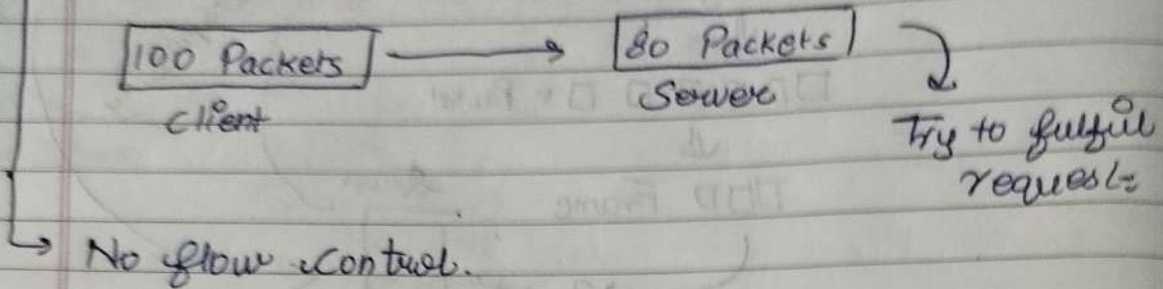 100 Packets
80 Packets
Client
Server
Try to fulfil
request
No flow control.